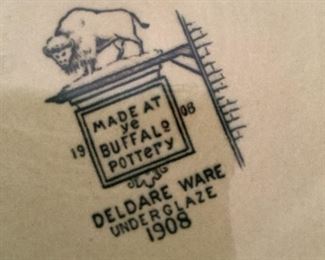 MADE AT
ye
BUFFALO
POTTERY
19 08
DELDARE WARE
UNDERGLAZE
1908